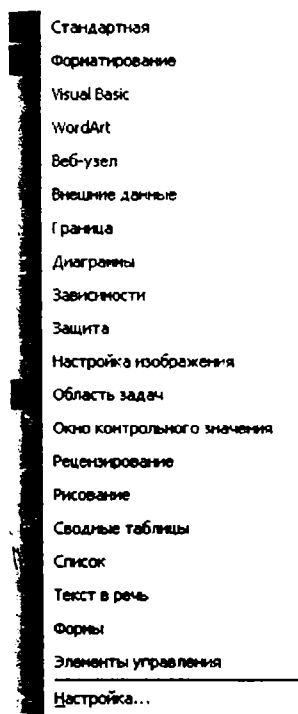 Стандартная
Форматирование
Visual Basic
WordArt
Веб-узел
Внешние данные
Граница
Диаграммы
Зависимости
Защита
Настройка изображения
Область задач
Окно контрольного значения
Рецензирование
Рисование
Сводные таблицы
Список
Текст в речь
Формы
Элементы управления
Настройка...